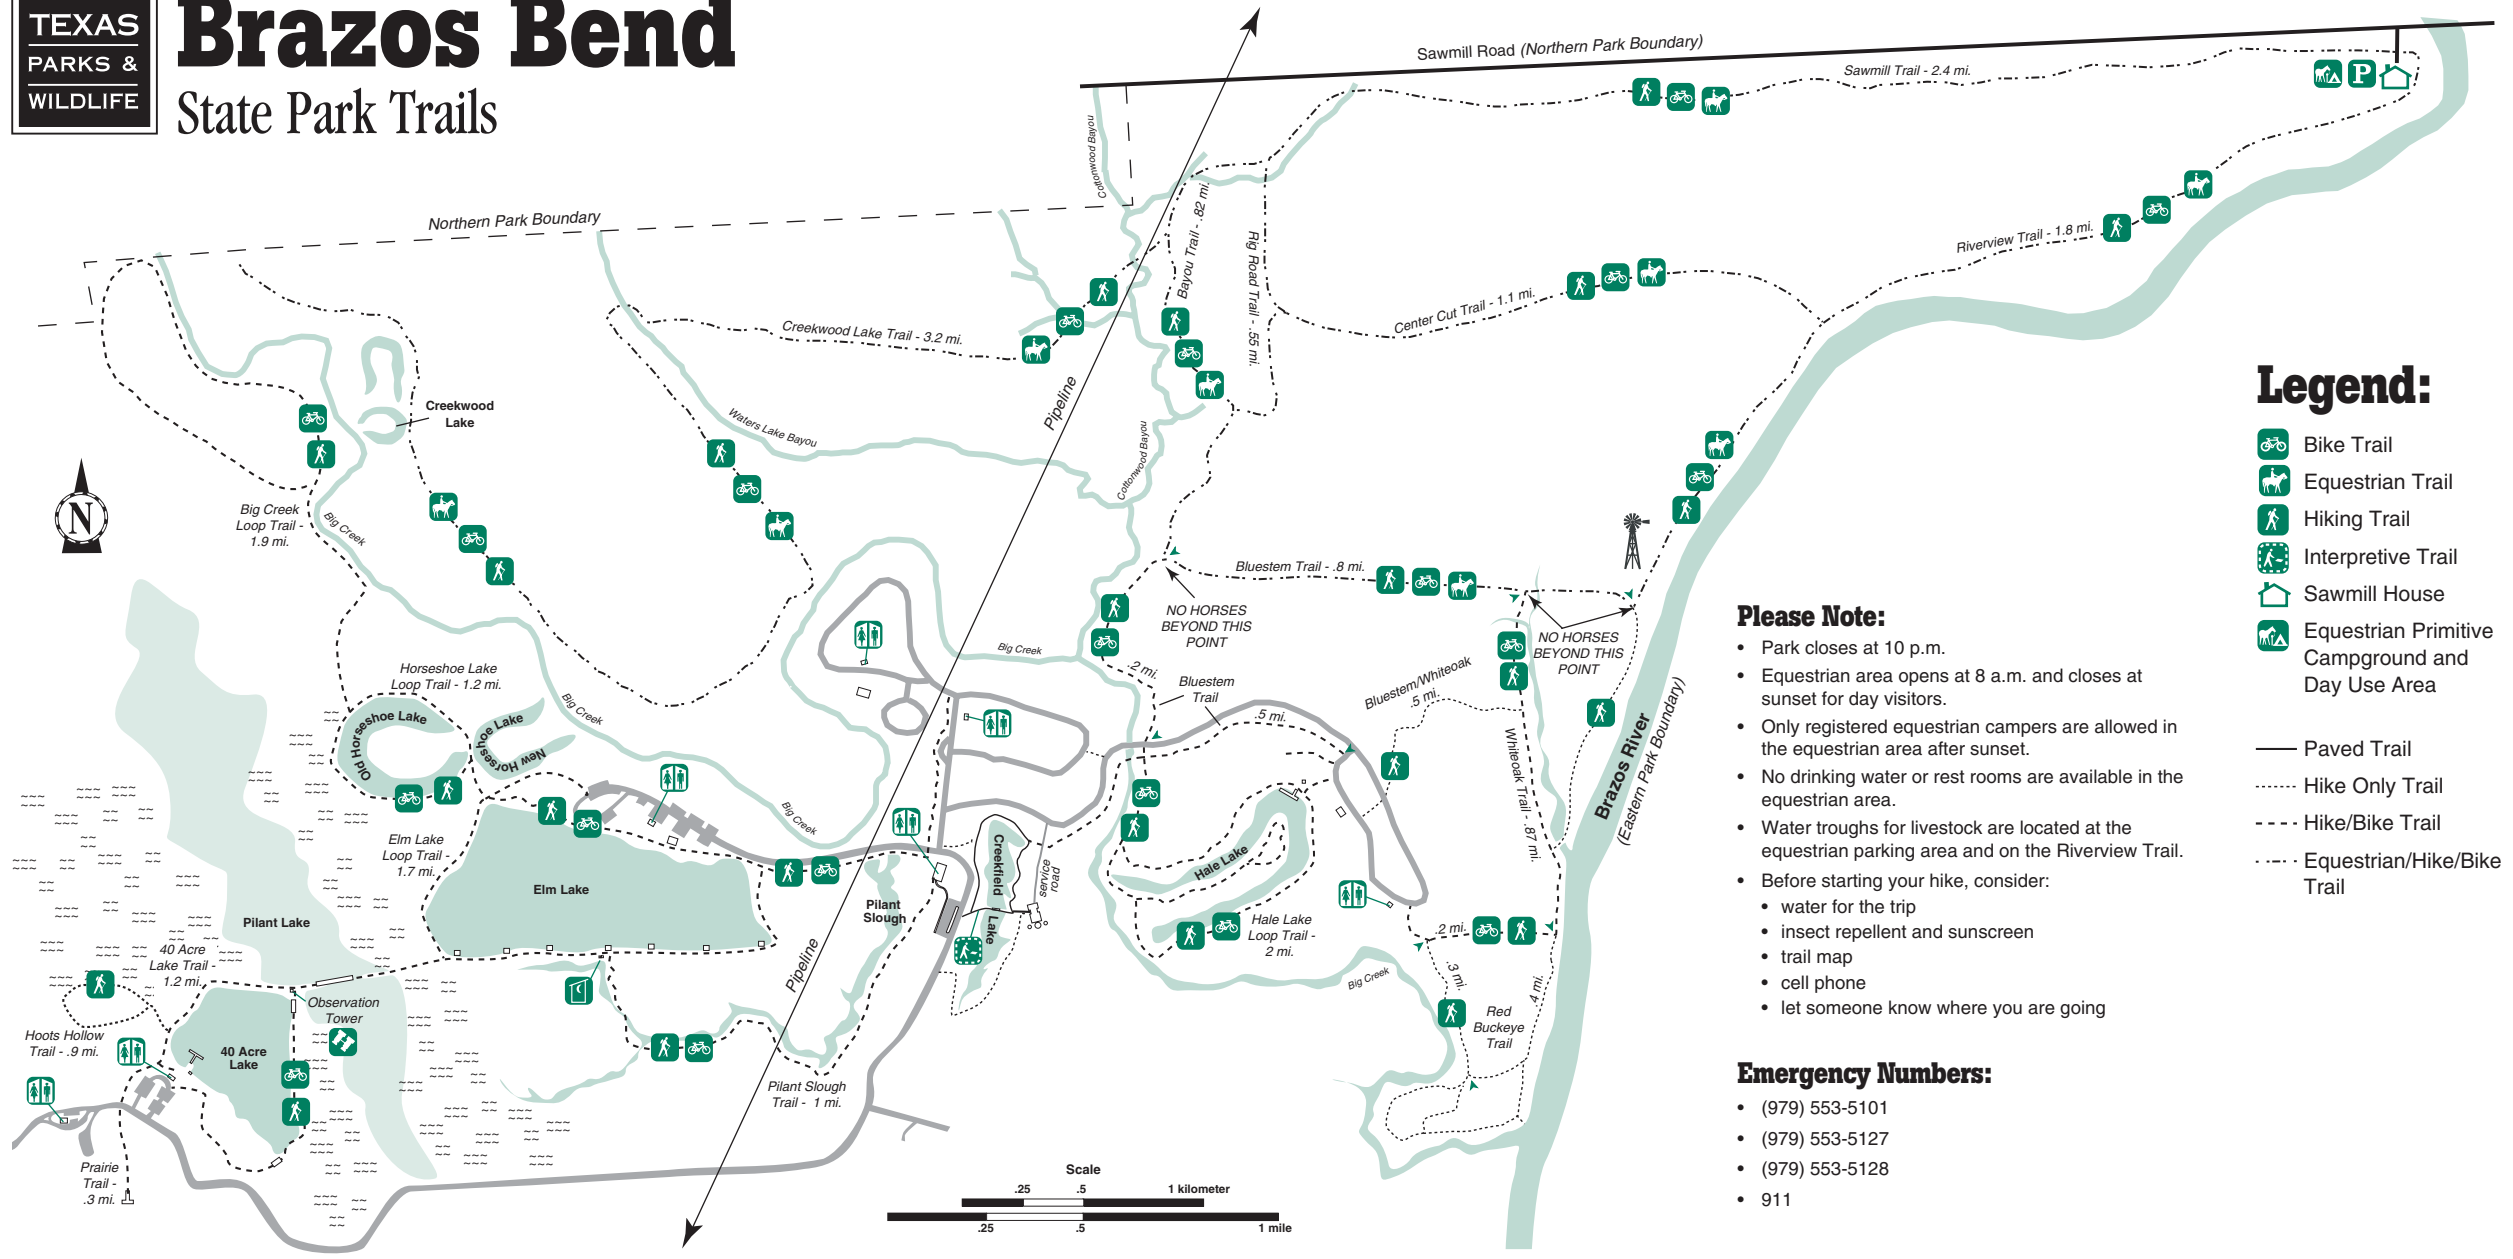 TEXAS
PARKS &
WILDLIFE
Brazos Bend
State Park Trails
Sawmill Road (Northern Park Boundary)
Sawmill Trail - 2.4 mi.
P
Cottonwood Bayou
Northern Park Boundary
Bayou Trail - .82 mi.
Rig Road Trail - .55 mi.
Riverview Trail - 1.8 mi.
Center Cut Trail - 1.1 mi.
Creekwood Lake Trail - 3.2 mi.
Pipeline
Creekwood
Lake
Waters Lake Bayou
Cottonwood Bayou
N
Big Creek
Loop Trail -
1.9 mi.
Big Creek
Bluestem Trail - .8 mi.
NO HORSES
BEYOND THIS
POINT
NO HORSES
BEYOND THIS
POINT
Big Creek
.2 mi.
Bluestem
Trail
.5 mi.
Bluestem/Whiteoak
.5 mi.
Whiteoak Trail - .87 mi.
Brazos River
(Eastern Park Boundary)
Horseshoe Lake
Loop Trail - 1.2 mi.
Old Horseshoe Lake
New Horseshoe Lake
Big Creek
Big Creek
Elm Lake
Loop Trail -
1.7 mi.
Elm Lake
Pilant Lake
Pilant
Slough
Creekfield
Lake
service
road
Hale Lake
Hale Lake
Loop Trail -
2 mi.
Big Creek
.2 mi.
.3 mi.
.4 mi.
Red
Buckeye
Trail
40 Acre
Lake Trail -
1.2 mi.
Observation
Tower
Hoots Hollow
Trail - .9 mi.
40 Acre
Lake
Pipeline
Pilant Slough
Trail - 1 mi.
Prairie
Trail -
.3 mi.
Scale
.25 .5 1 kilometer
.25 .5 1 mile
Legend:
Bike Trail
Equestrian Trail
Hiking Trail
Interpretive Trail
Sawmill House
Equestrian Primitive
Campground and
Day Use Area
Paved Trail
Hike Only Trail
Hike/Bike Trail
Equestrian/Hike/Bike
Trail
Please Note:
• Park closes at 10 p.m.
• Equestrian area opens at 8 a.m. and closes at
sunset for day visitors.
• Only registered equestrian campers are allowed in
the equestrian area after sunset.
• No drinking water or rest rooms are available in the
equestrian area.
• Water troughs for livestock are located at the
equestrian parking area and on the Riverview Trail.
• Before starting your hike, consider:
• water for the trip
• insect repellent and sunscreen
• trail map
• cell phone
• let someone know where you are going
Emergency Numbers:
• (979) 553-5101
• (979) 553-5127
• (979) 553-5128
• 911